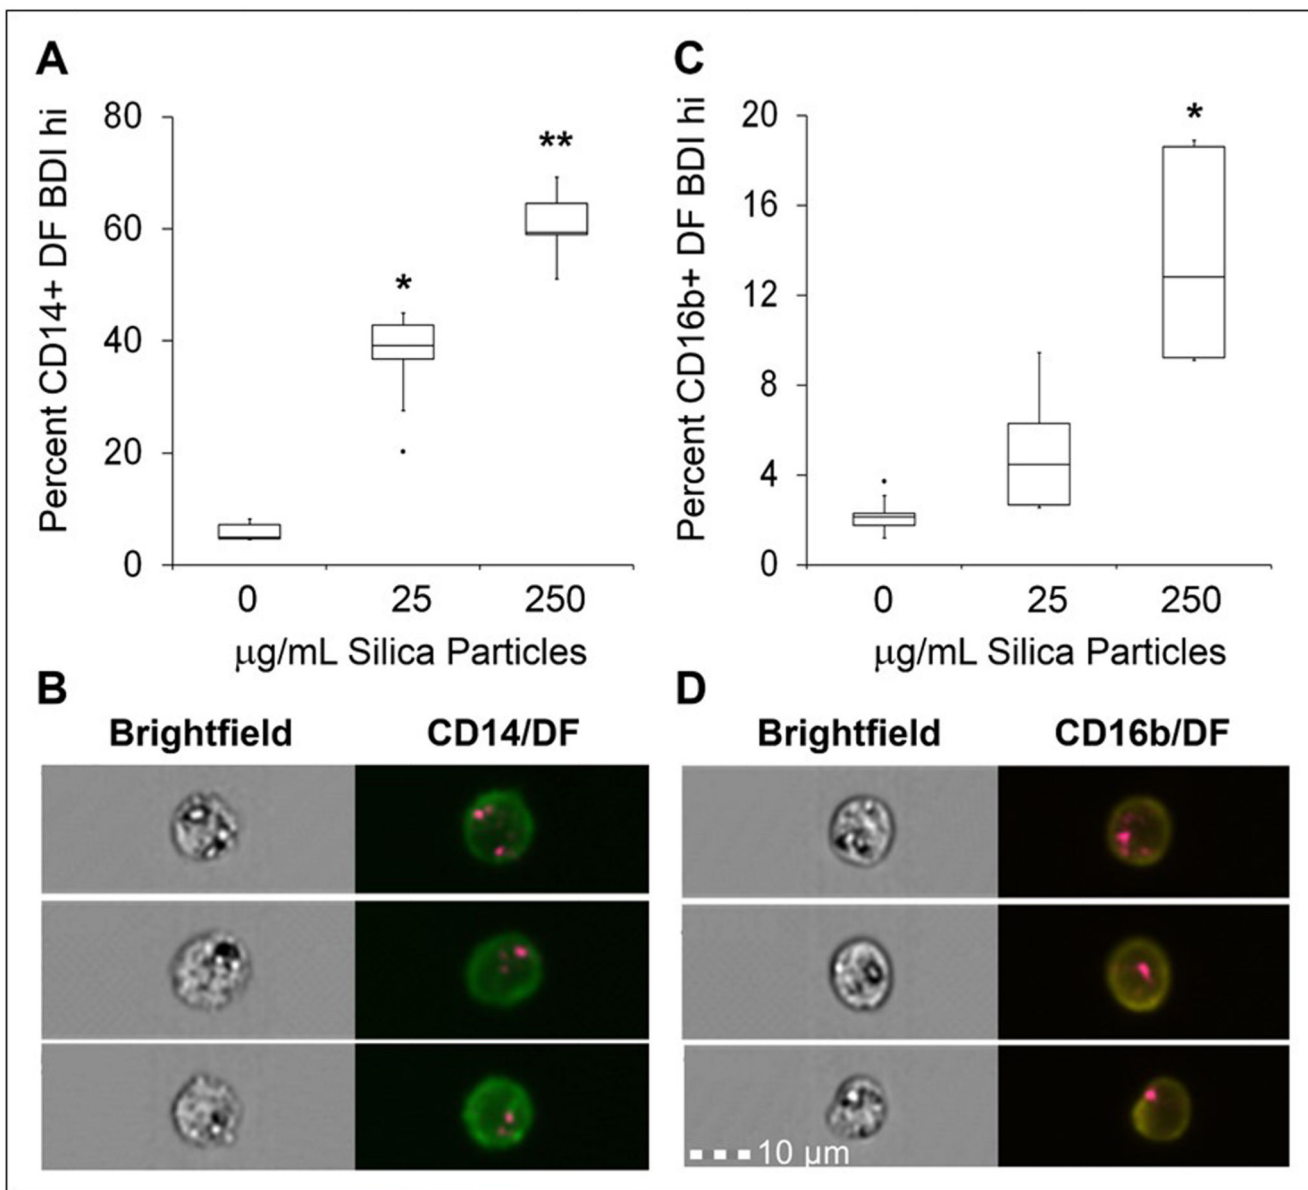 A
Percent CD14+ DF BDI hi
80
60
40
20
0
*
**
0 25 250
μg/mL Silica Particles
C
Percent CD16b+ DF BDI hi
20
16
12
8
4
0
*
0 25 250
μg/mL Silica Particles
B
Brightfield CD14/DF
D
Brightfield CD16b/DF
10 μm